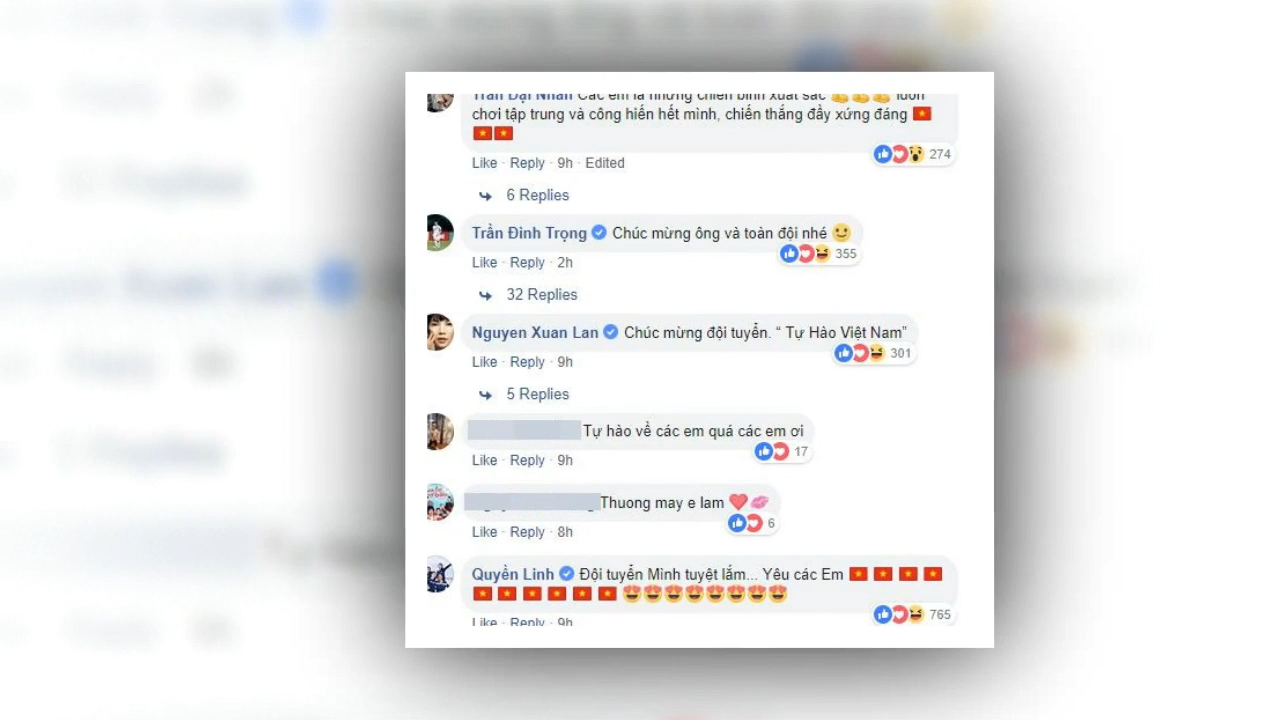 Trần Đại Nhân Các em là những chiến binh xuất sắc 💪💪💪 luôn
chơi tập trung và công hiến hết mình, chiến thắng đầy xứng đáng 🇻🇳
🇻🇳🇻🇳
274
Like · Reply · 9h · Edited
6 Replies
Trần Đình Trọng Chúc mừng ông và toàn đội nhé 🙂
355
Like · Reply · 2h
32 Replies
Nguyen Xuan Lan Chúc mừng đội tuyển. “ Tự Hào Việt Nam”
301
Like · Reply · 9h
5 Replies
Tự hào về các em quá các em ơi
17
Like · Reply · 9h
Thuong may e lam ❤️💋
6
Like · Reply · 8h
Quyền Linh Đội tuyển Mình tuyệt lắm... Yêu các Em 🇻🇳🇻🇳🇻🇳🇻🇳
🇻🇳🇻🇳🇻🇳🇻🇳🇻🇳🇻🇳😍😍😍😍😍😍😍😍
765
Like · Reply · 9h